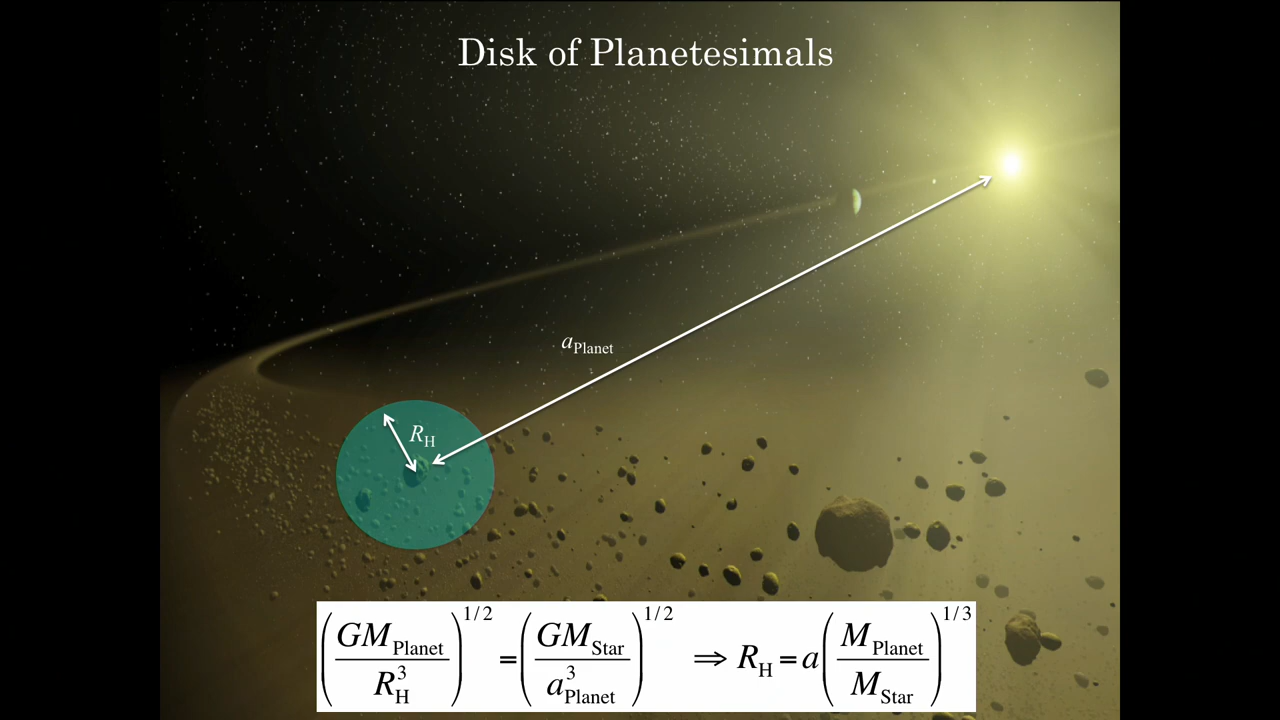 Disk of Planetesimals
a_Planet
R_H
(GM_Planet / R_H^3)^1/2 = (GM_Star / a_Planet^3)^1/2 ⇒ R_H = a (M_Planet / M_Star)^1/3